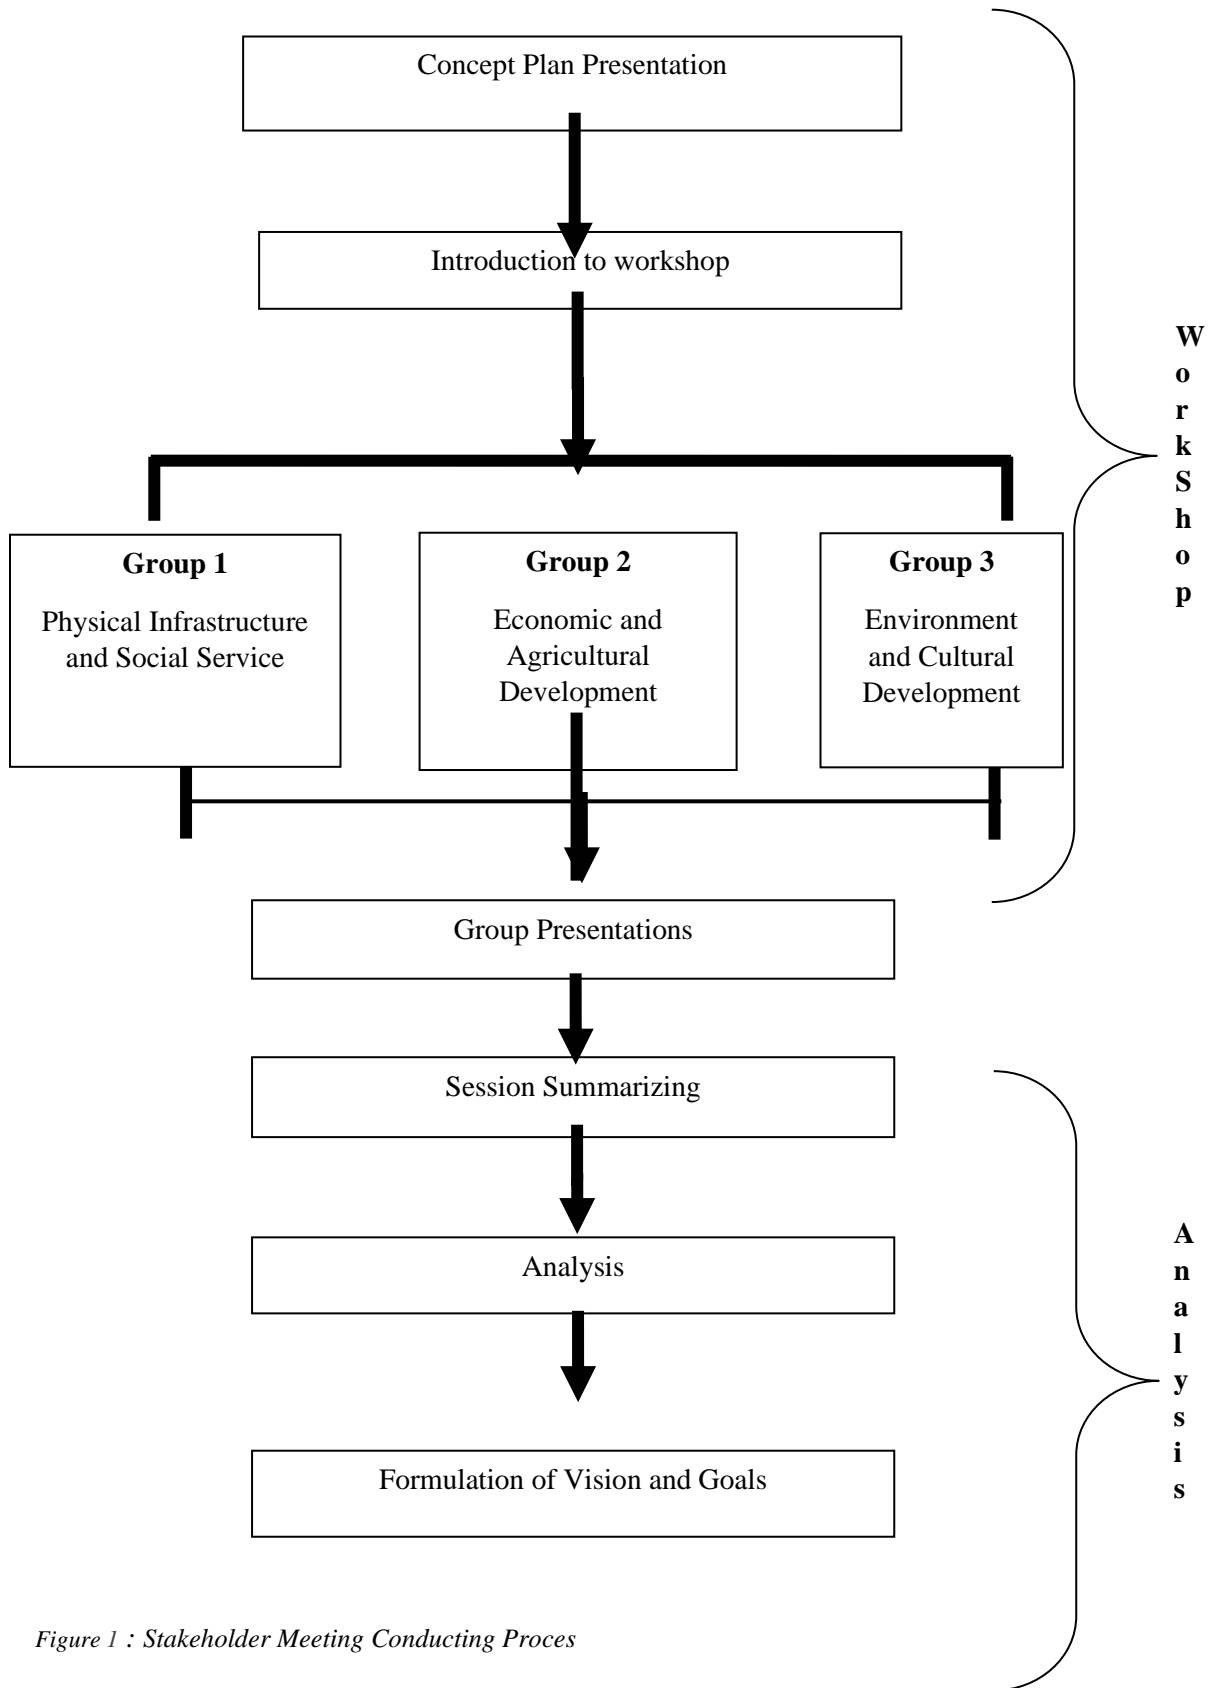 Concept Plan Presentation
Introduction to workshop
WorkShop
Group 1
Physical Infrastructure
and Social Service
Group 2
Economic and
Agricultural
Development
Group 3
Environment
and Cultural
Development
Group Presentations
Session Summarizing
Analysis
Analysis
Formulation of Vision and Goals
Figure 1 : Stakeholder Meeting Conducting Proces